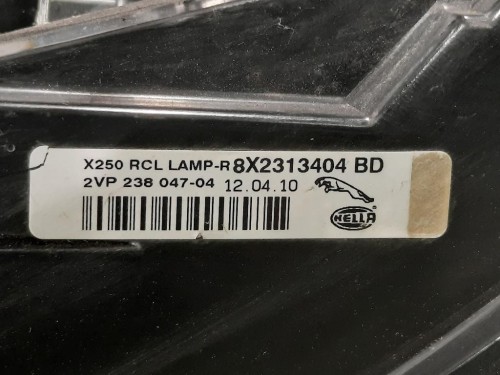 X250 RCL LAMP-R 8X2313404 BD
2VP 238 047-04 12.04.10
HELLA